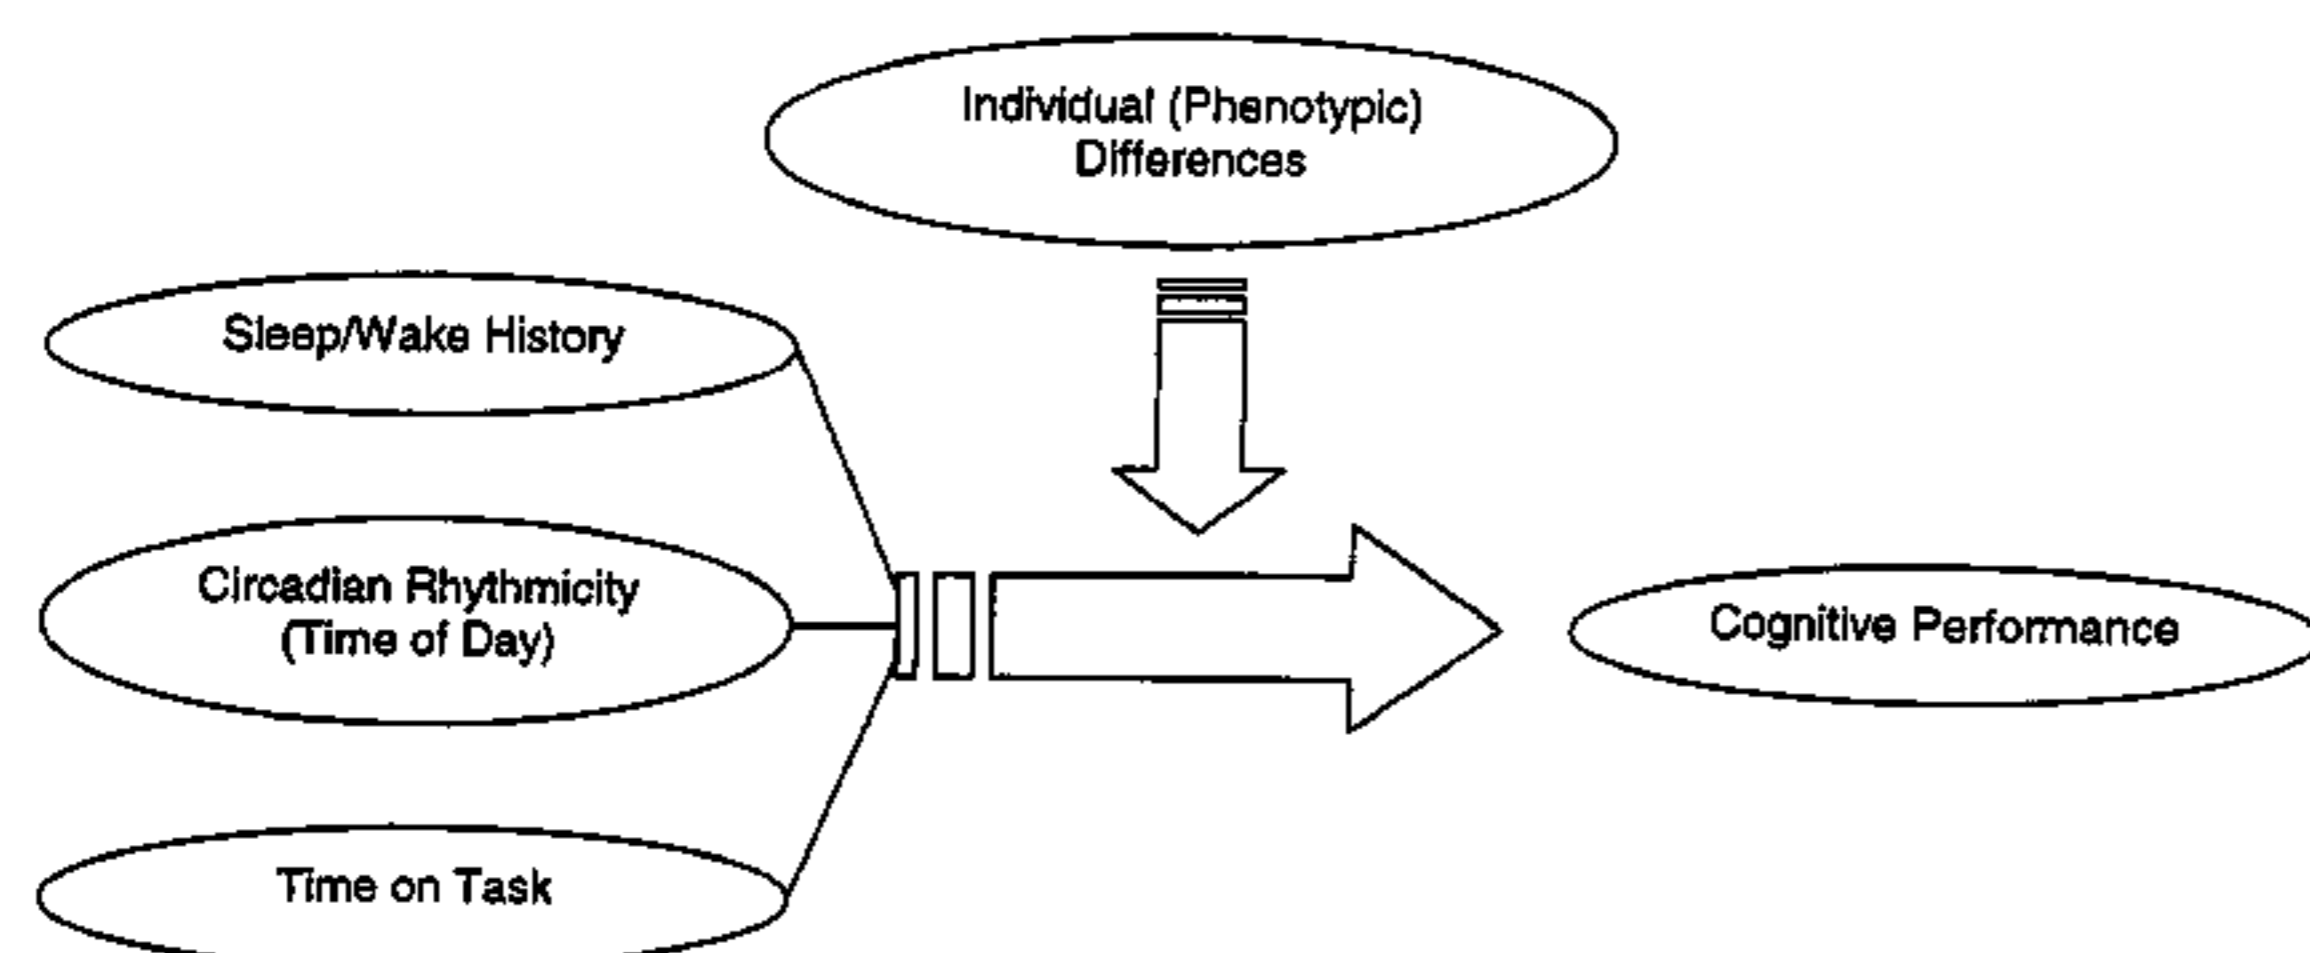 Individual (Phenotypic)
Differences
Sleep/Wake History
Circadian Rhythmicity
(Time of Day)
Cognitive Performance
Time on Task